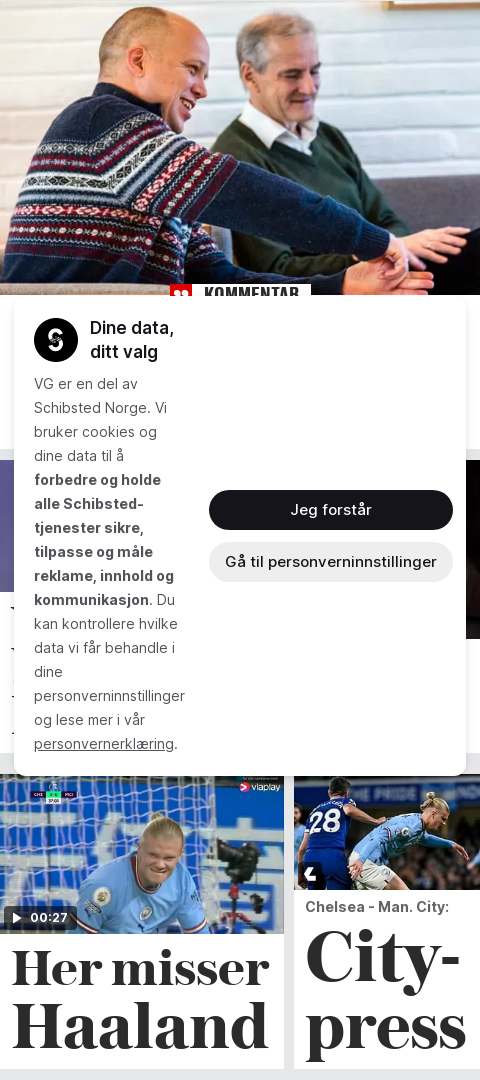 KOMMENTAR
Dine data,
ditt valg
VG er en del av
Schibsted Norge. Vi
bruker cookies og
dine data til å
forbedre og holde
alle Schibsted-
tjenester sikre,
tilpasse og måle
reklame, innhold og
kommunikasjon. Du
kan kontrollere hvilke
data vi får behandle i
dine
personverninnstillinger
og lese mer i vår
personvernerklæring.
Jeg forstår
Gå til personverninnstillinger
viaplay
00:27
Her misser
Haaland
28
Chelsea - Man. City:
City-
press